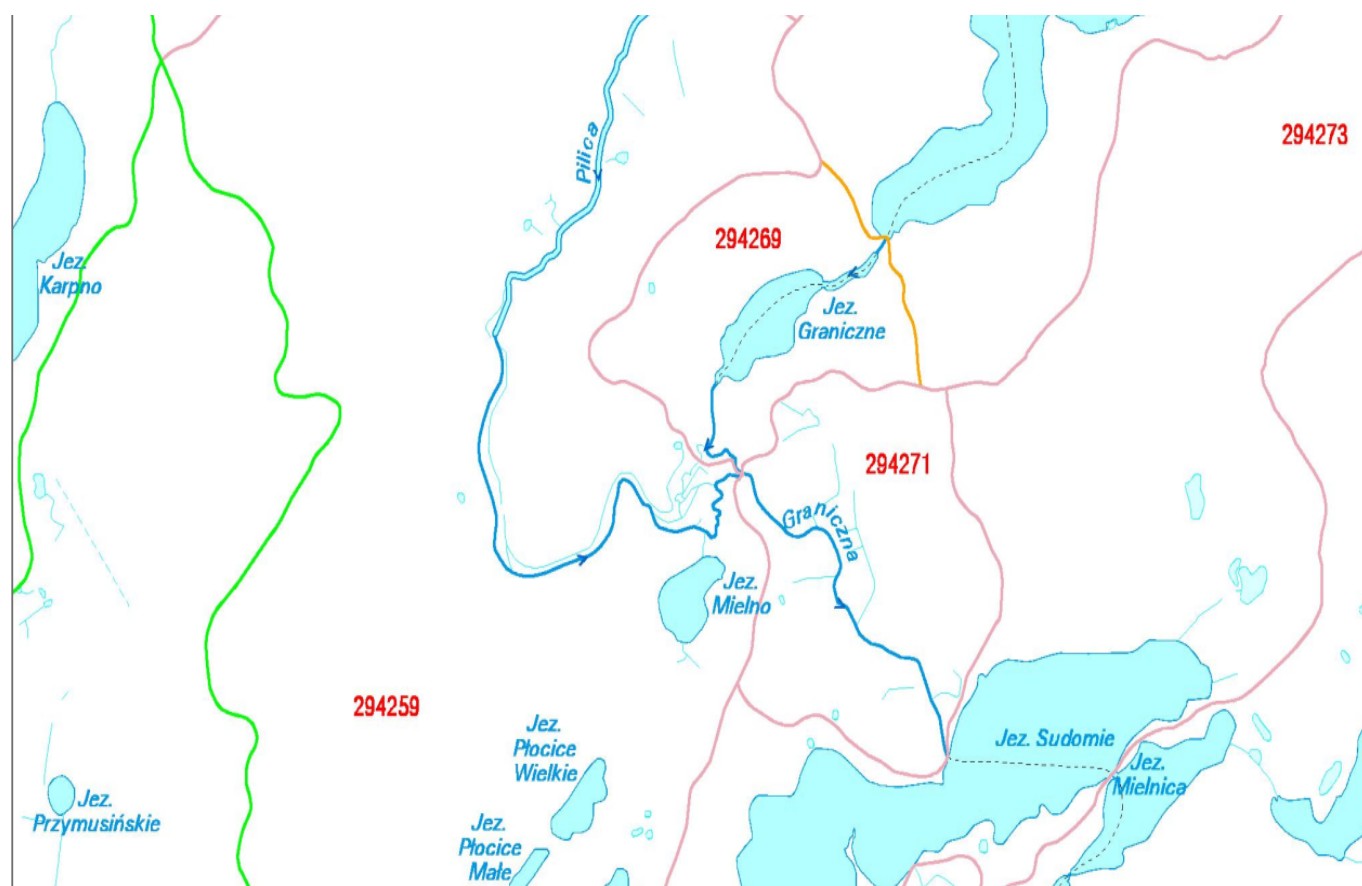 Pilica
294273
294269
Jez.
Karpno
Jez.
Graniczne
294271
Graniczna
Jez.
Mielno
294259
Jez.
Płocice
Wielkie
Jez. Sudomie
Jez.
Mielnica
Jez.
Przymusińskie
Jez.
Płocice
Małe